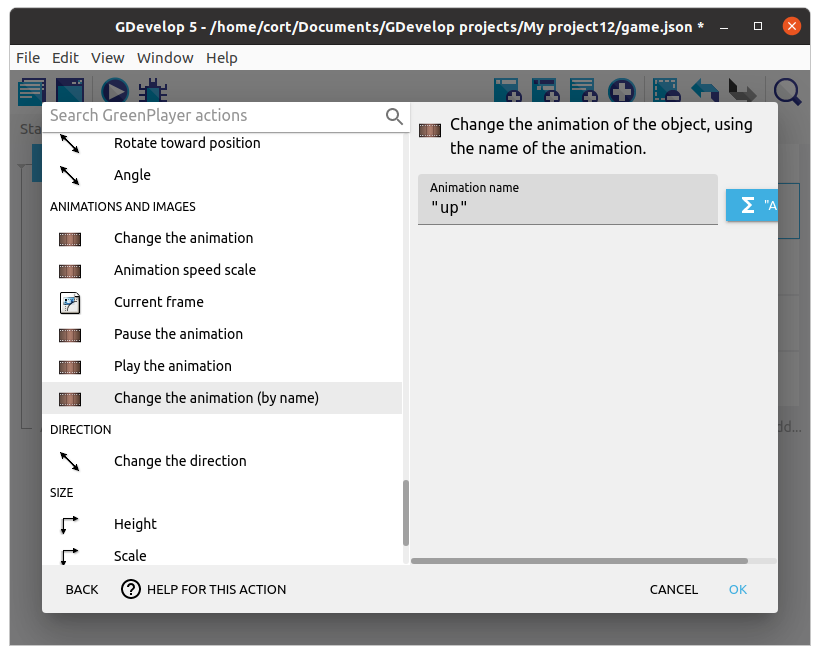 GDevelop 5 - /home/cort/Documents/GDevelop projects/My project12/game.json *
File Edit View Window Help
Sta
Search GreenPlayer actions
Rotate toward position
Angle
ANIMATIONS AND IMAGES
Change the animation
Animation speed scale
Current frame
Pause the animation
Play the animation
Change the animation (by name)
DIRECTION
Change the direction
SIZE
Height
Scale
Change the animation of the object, using
the name of the animation.
Animation name
"up"
Σ "A
dd...
BACK
? HELP FOR THIS ACTION
CANCEL
OK